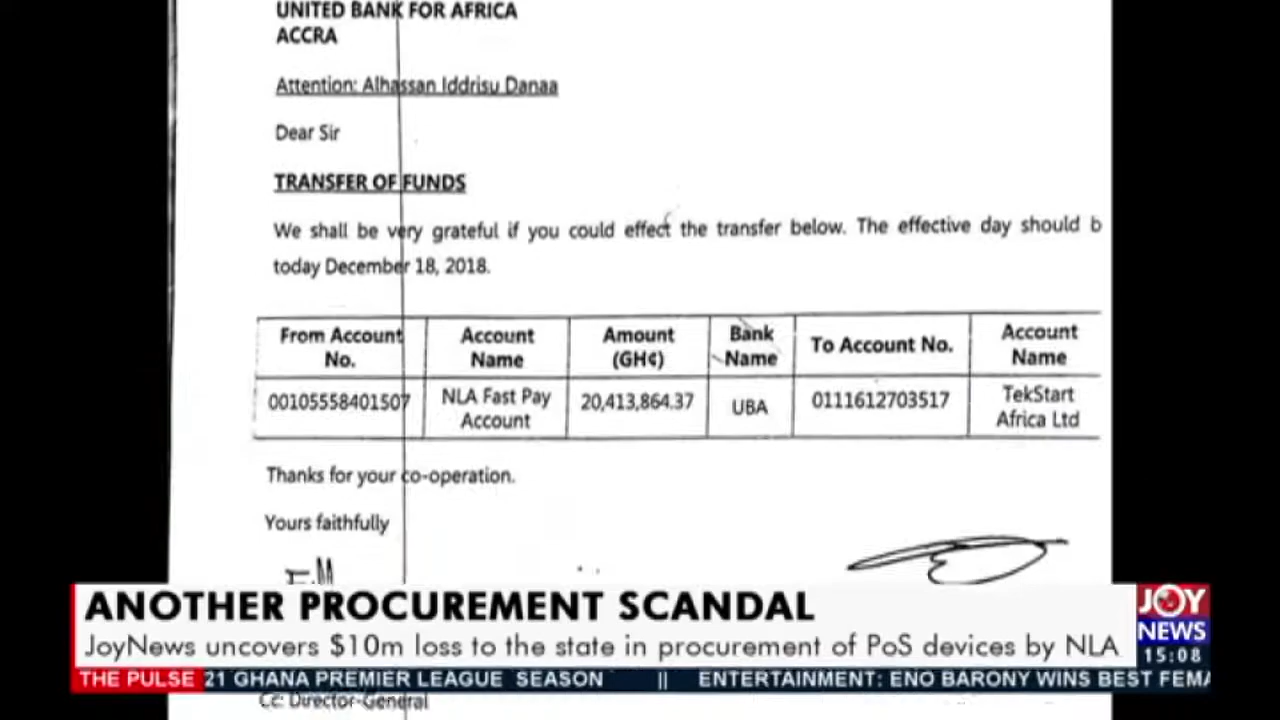 UNITED BANK FOR AFRICA
ACCRA
Attention: Alhassan Iddrisu Danaa
Dear Sir
TRANSFER OF FUNDS
We shall be very grateful if you could effect the transfer below. The effective day should b
today December 18, 2018.
From Account No. Account Name Amount (GH¢) Bank Name To Account No. Account Name
00105558401507 NLA Fast Pay Account 20,413,864.37 UBA 0111612703517 TekStart Africa Ltd
Thanks for your co-operation.
Yours faithfully
ANOTHER PROCUREMENT SCANDAL
JoyNews uncovers $10m loss to the state in procurement of PoS devices by NLA
JOY
NEWS
15:08
THE PULSE 21 GHANA PREMIER LEAGUE SEASON || ENTERTAINMENT: ENO BARONY WINS BEST FEMA
Cc: Director-General